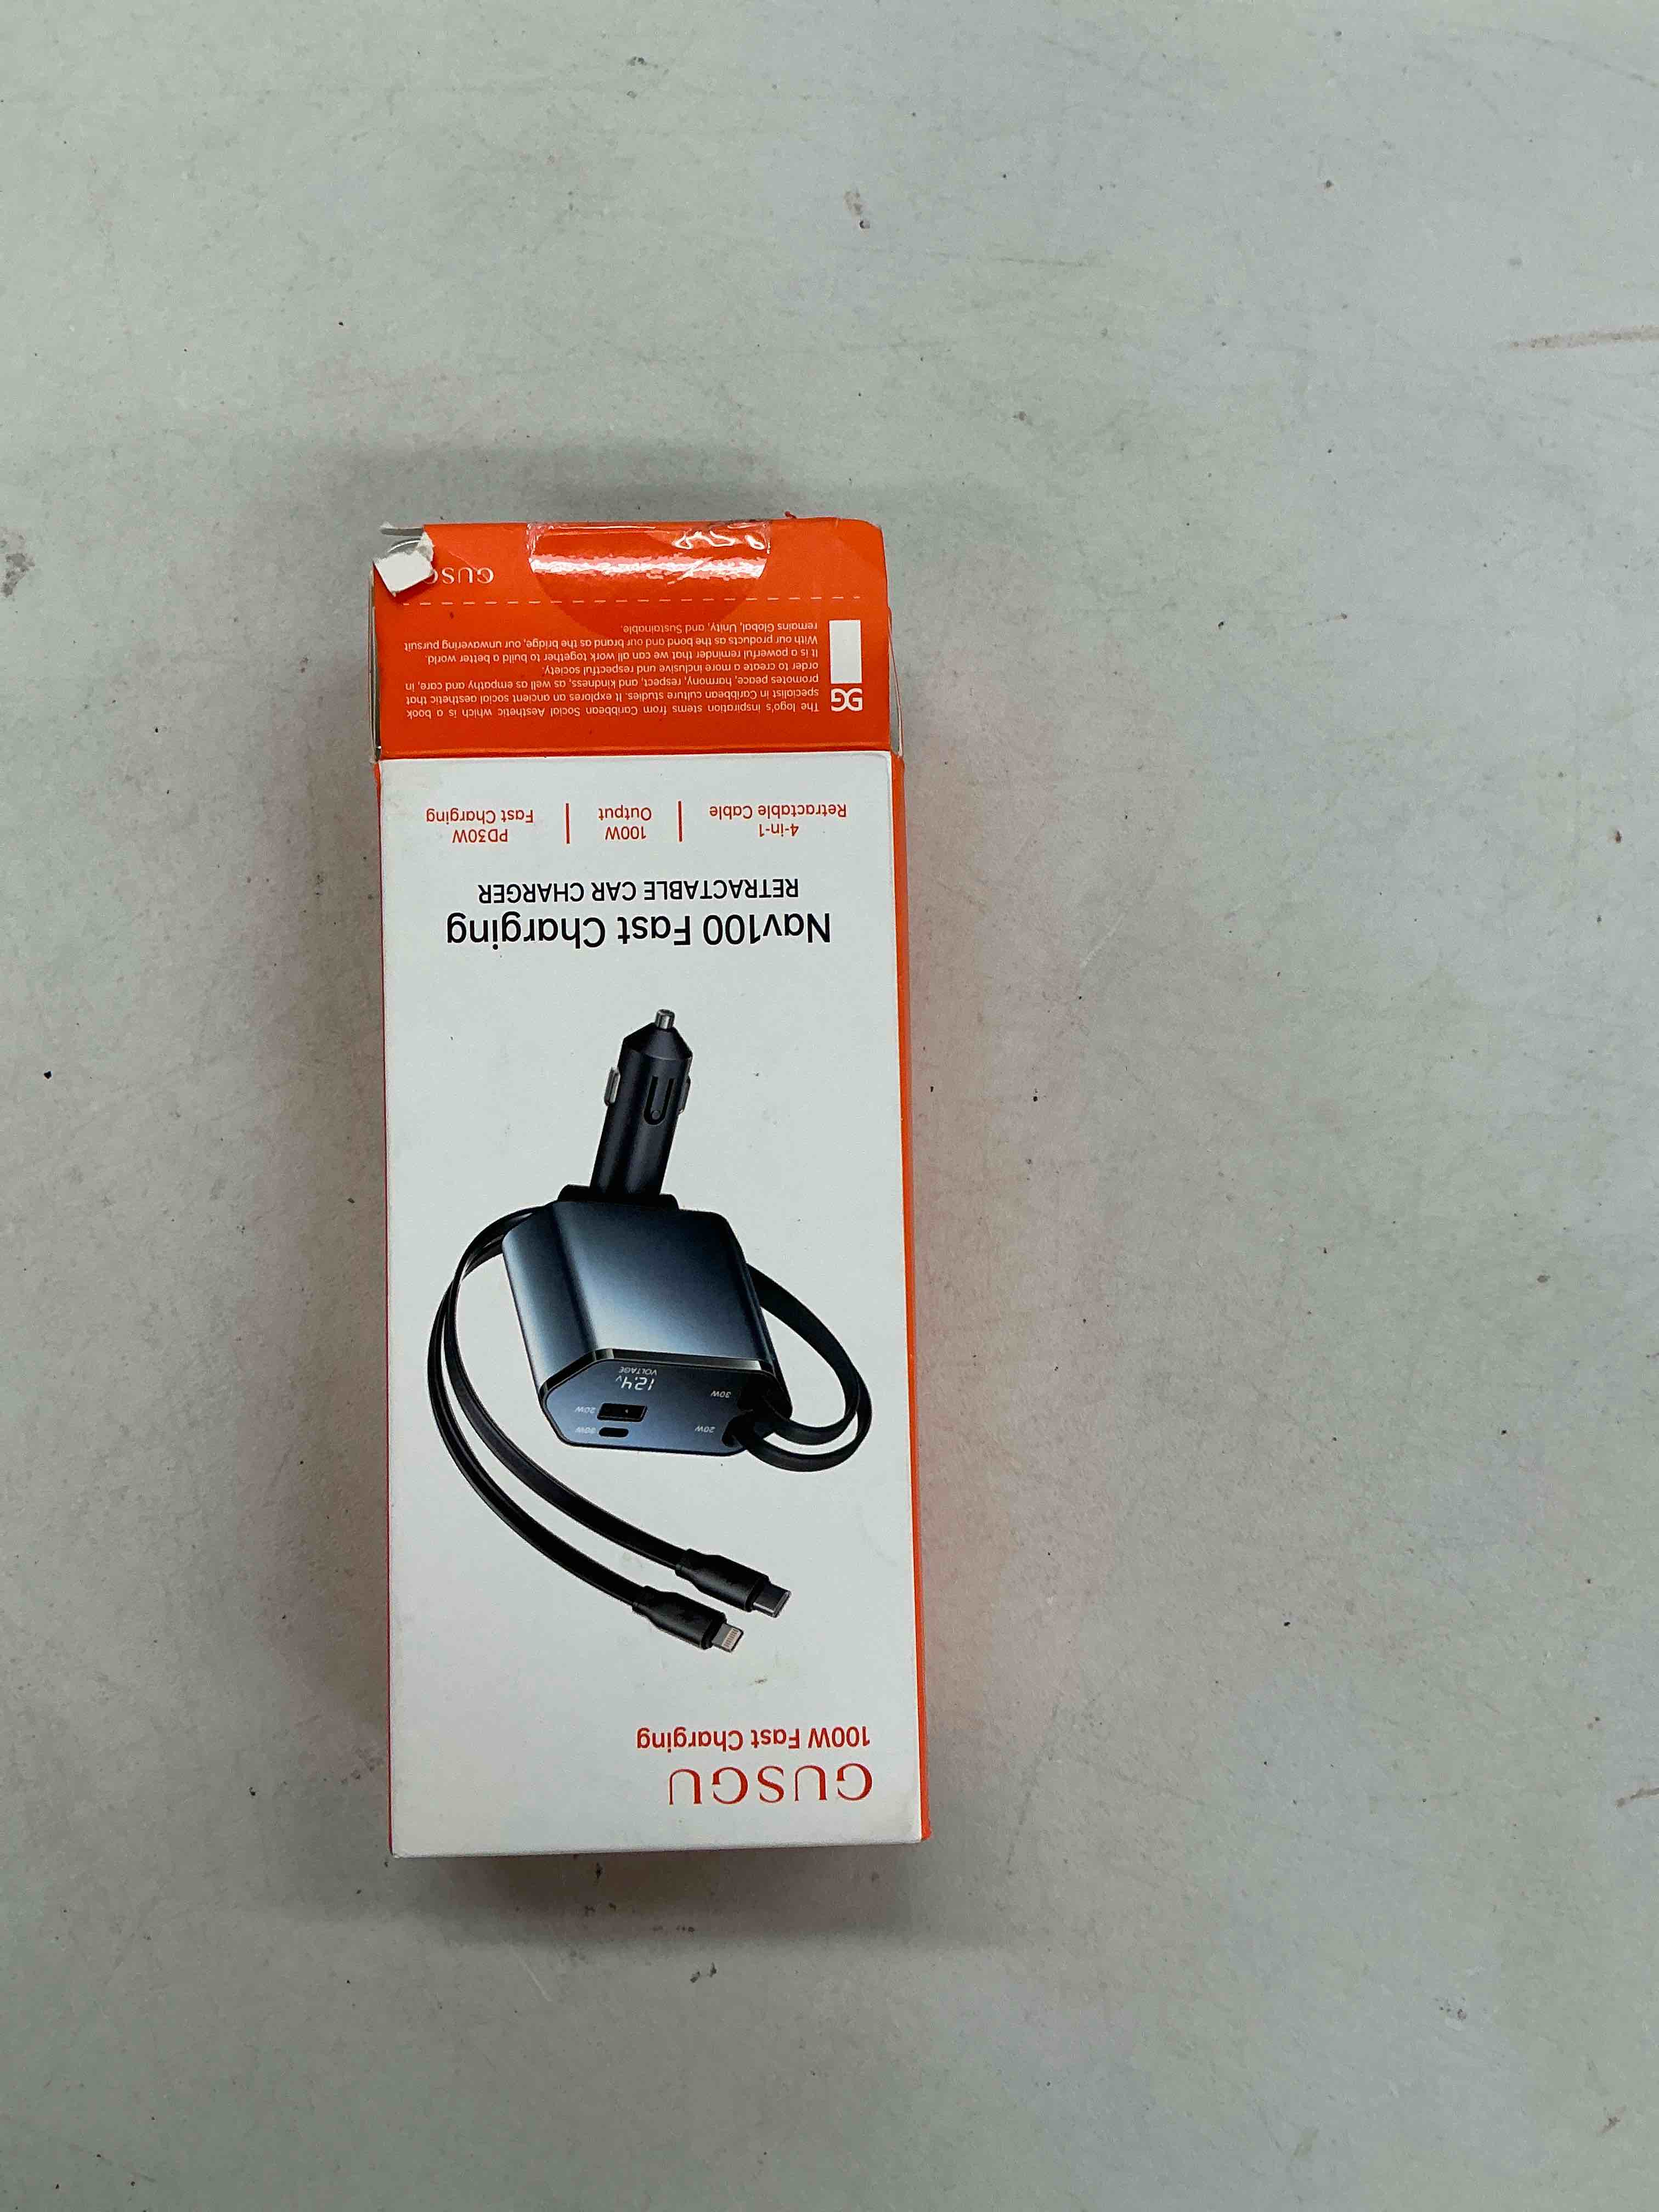 GUSGU
100W Fast Charging
30W
20W
20W
30W
12.4V
VOLTAGE
Nav100 Fast Charging
RETRACTABLE CAR CHARGER
4-in-1
Retractable Cable
100W
Output
PD30W
Fast Charging
The logo's inspiration stems from Caribbean Social Aesthetic which is a book
specialist in Caribbean culture studies. It explores an ancient social aesthetic that
promotes peace, harmony, respect, and kindness, as well as empathy and care, in
order to create a more inclusive and respectful society.
It is a powerful reminder that we can all work together to build a better world.
With our products as the bond and our brand as the bridge, our unwavering pursuit
remains Global, Unity, and Sustainable.
GUSG